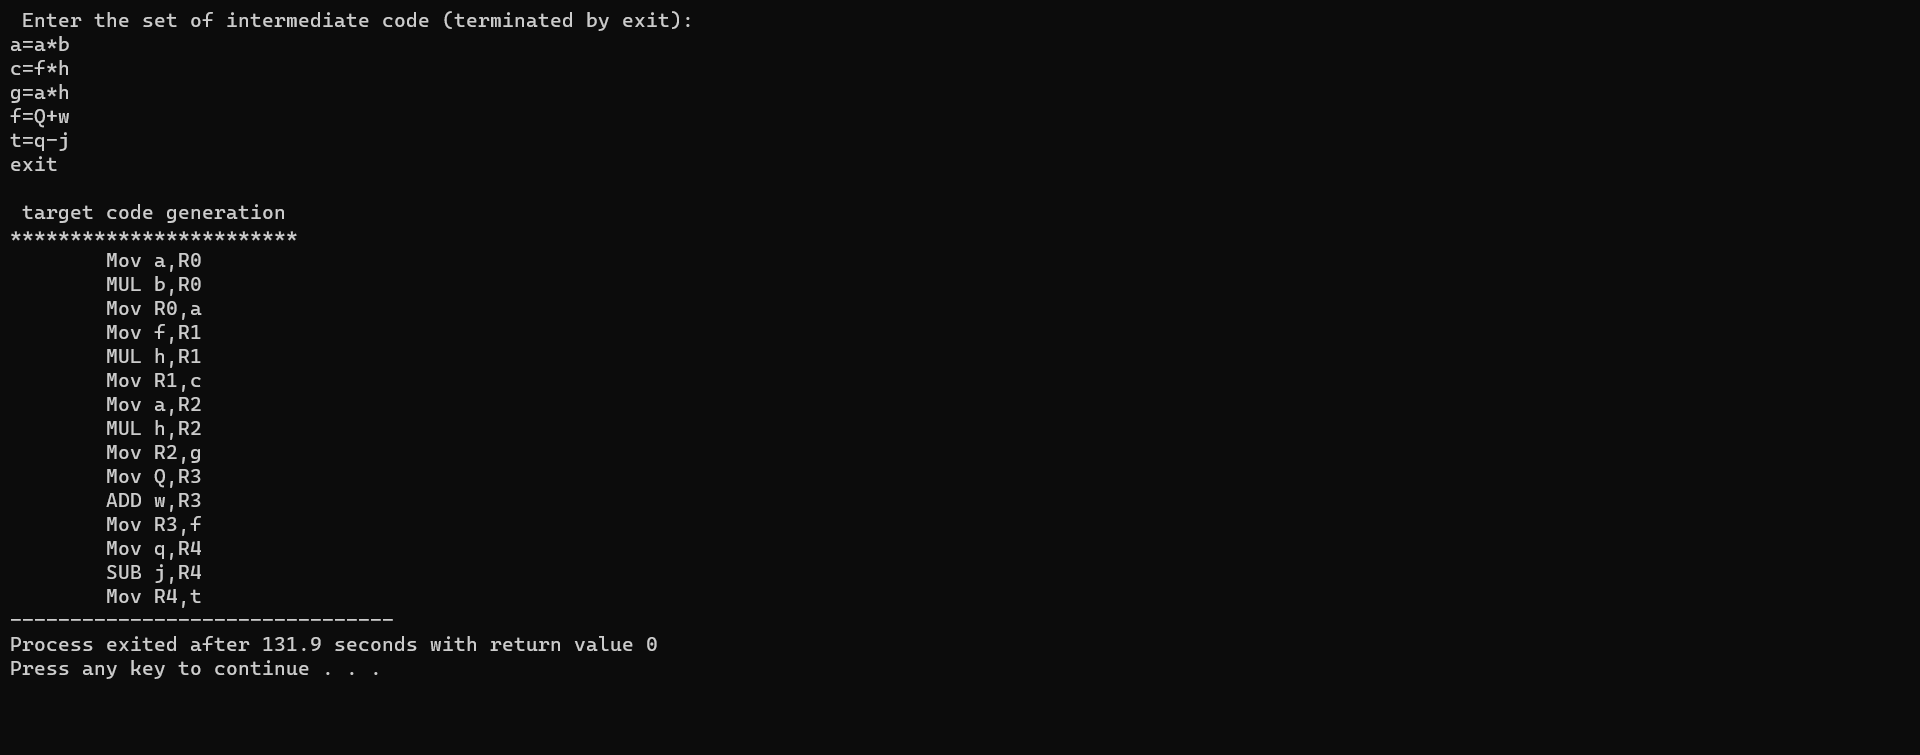 Enter the set of intermediate code (terminated by exit):
a=a*b
c=f*h
g=a*h
f=Q+w
t=q-j
exit
target code generation
************************
Mov a,R0
MUL b,R0
Mov R0,a
Mov f,R1
MUL h,R1
Mov R1,c
Mov a,R2
MUL h,R2
Mov R2,g
Mov Q,R3
ADD w,R3
Mov R3,f
Mov q,R4
SUB j,R4
Mov R4,t
--------------------------------
Process exited after 131.9 seconds with return value 0
Press any key to continue . . .